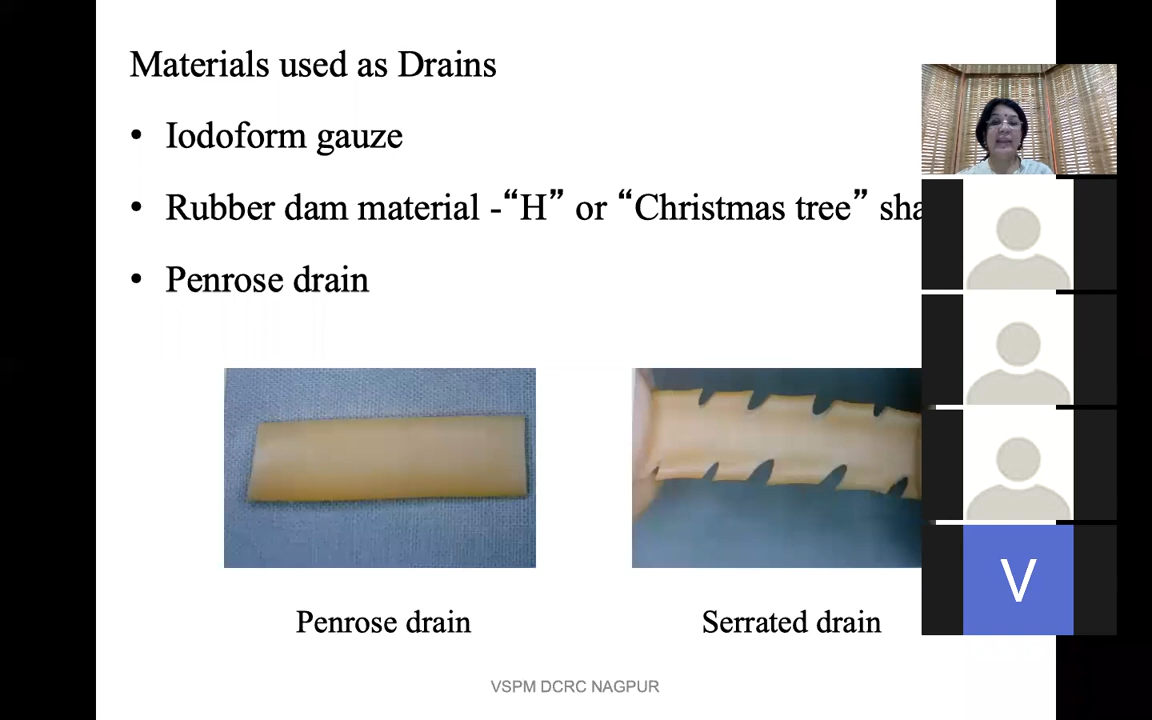 Materials used as Drains
• Iodoform gauze
• Rubber dam material -“H” or “Christmas tree”
• Penrose drain
Penrose drain
Serrated drain
VSPM DCRC NAGPUR
V